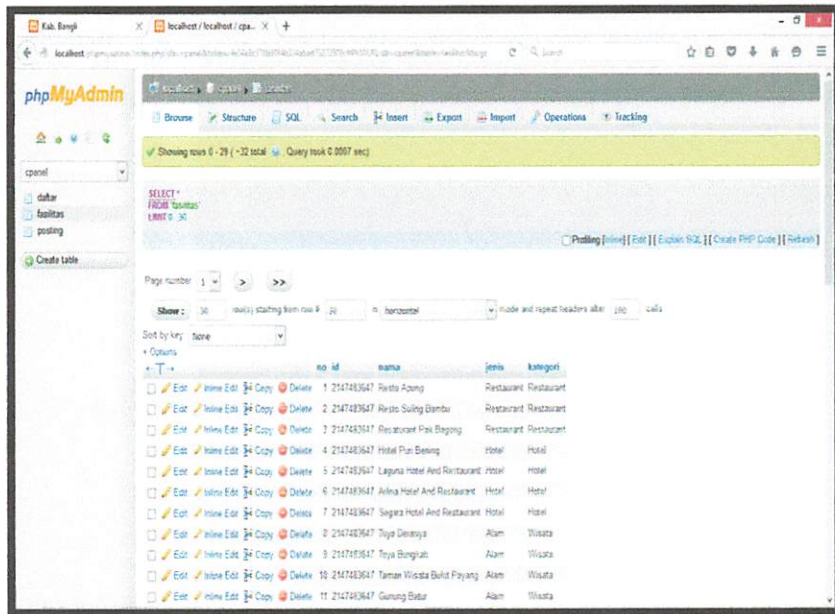 Kab. Bangli
localhost / localhost / cpa...
localhost
phpMyAdmin
cpanel
daftar
fasilitas
posting
Create table
localhost cpanel fasilitas
Browse Structure SQL Search Insert Export Import Operations Tracking
Showing rows 0 - 29 ( ~32 total , Query took 0.0067 sec)
SELECT *
FROM `fasilitas`
LIMIT 0 , 30
Profiling [Inline] [ Edit ] [ Explain SQL ] [ Create PHP Code ] [ Refresh ]
Page number: 1 > >>
Show : 30 row(s) starting from row # 30 in horizontal mode and repeat headers after 100 cells
Sort by key: None
+ Options
←T→ no id nama jenis kategori
Edit Inline Edit Copy Delete 1 2147483647 Resto Apung Restaurant Restaurant
Edit Inline Edit Copy Delete 2 2147483647 Resto Suling Bambu Restaurant Restaurant
Edit Inline Edit Copy Delete 3 2147483647 Resaturant Pak Bagong Restaurant Restaurant
Edit Inline Edit Copy Delete 4 2147483647 Hotel Puri Bening Hotel Hotel
Edit Inline Edit Copy Delete 5 2147483647 Laguna Hotel And Restaurant Hotel Hotel
Edit Inline Edit Copy Delete 6 2147483647 Arlina Hotel And Restaurant Hotel Hotel
Edit Inline Edit Copy Delete 7 2147483647 Segara Hotel And Restaurant Hotel Hotel
Edit Inline Edit Copy Delete 8 2147483647 Toya Devasya Alam Wisata
Edit Inline Edit Copy Delete 9 2147483647 Toya Bungkah Alam Wisata
Edit Inline Edit Copy Delete 10 2147483647 Taman Wisata Bukit Payang Alam Wisata
Edit Inline Edit Copy Delete 11 2147483647 Gunung Batur Alam Wisata